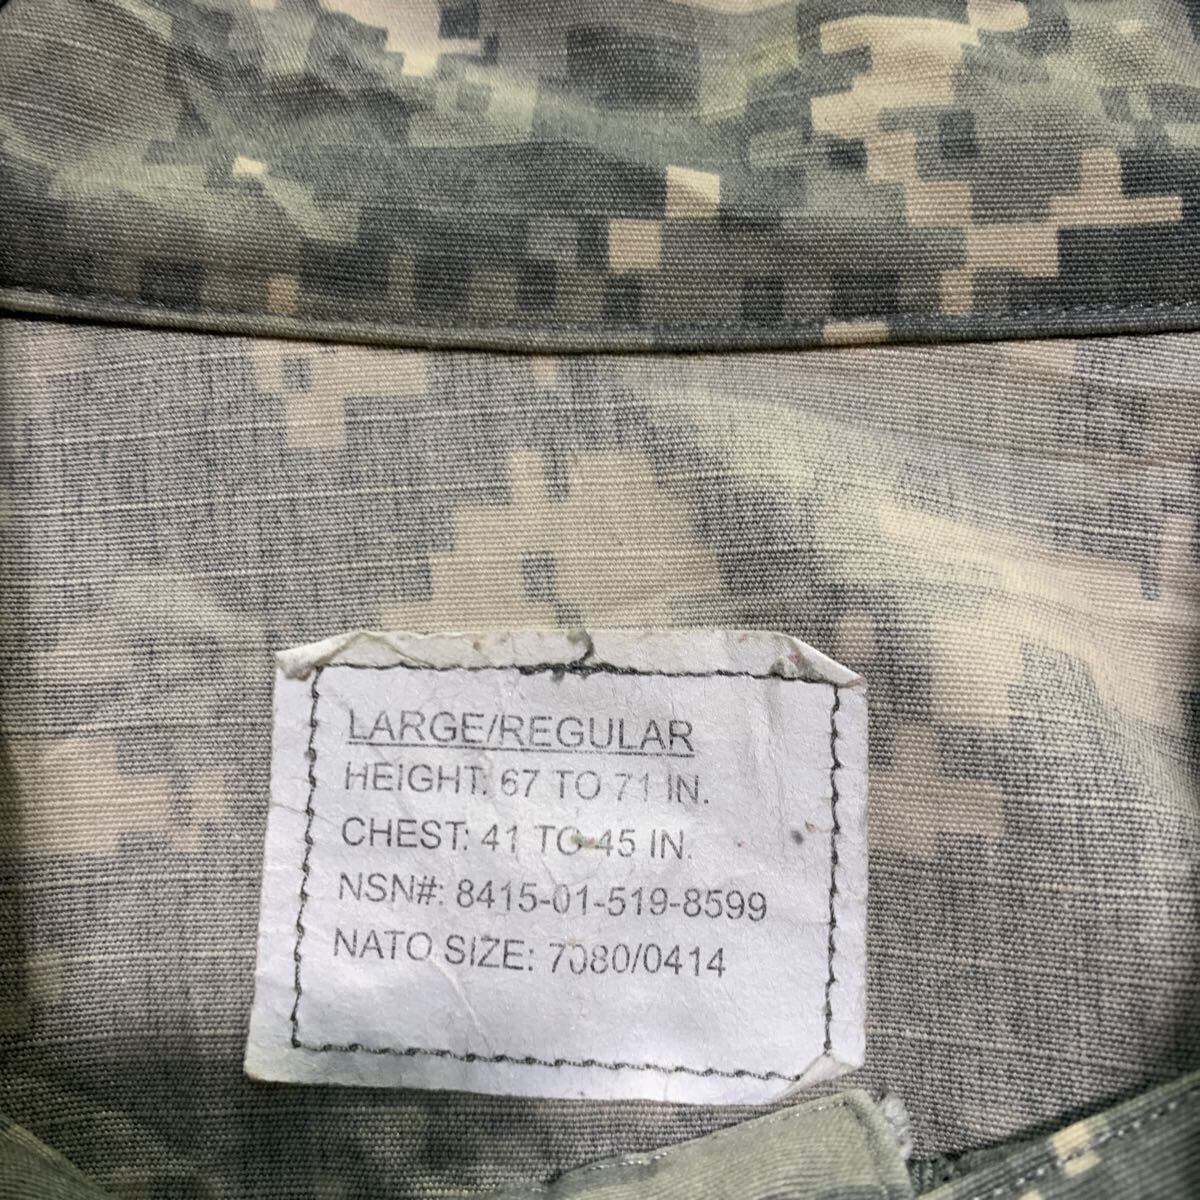 LARGE/REGULAR
HEIGHT: 67 TO 71 IN.
CHEST: 41 TO 45 IN.
NSN#: 8415-01-519-8599
NATO SIZE: 7080/0414